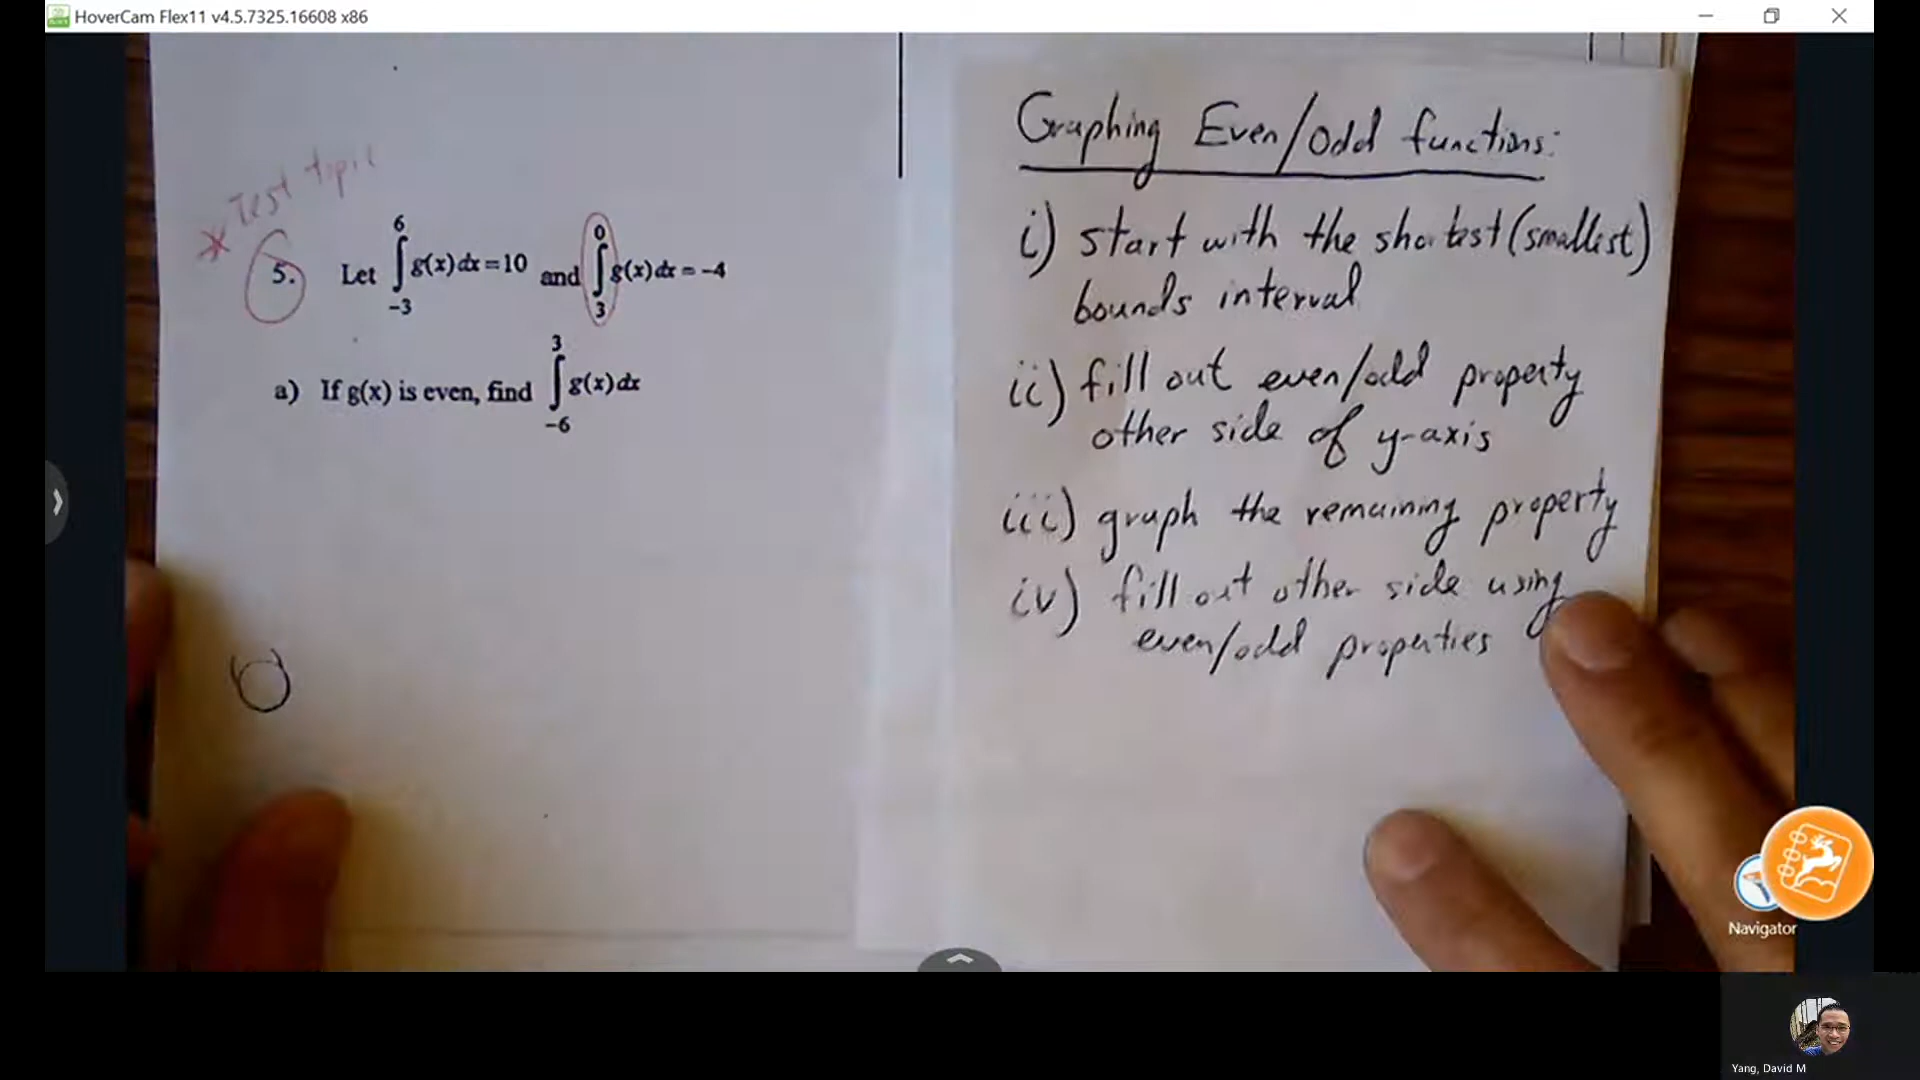 HoverCam Flex11 v4.5.7325.16608 x86
* Test topic
5. Let ∫_{-3}^{6} g(x) dx = 10 and ∫_{3}^{0} g(x) dx = -4
a) If g(x) is even, find ∫_{-6}^{3} g(x) dx
Graphing Even/Odd functions:
i) start with the shortest (smallest)
bounds interval
ii) fill out even/odd property
other side of y-axis
iii) graph the remaining property
iv) fill out other side using
even/odd properties
Navigator
Yang, David M